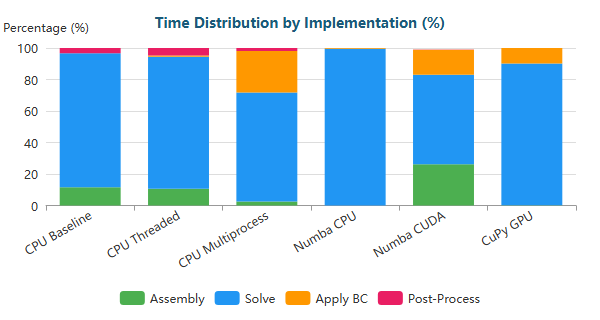 Time Distribution by Implementation (%)
Percentage (%)
100
80
60
40
20
0
CPU Baseline
CPU Threaded
CPU Multiprocess
Numba CPU
Numba CUDA
CuPy GPU
Assembly Solve Apply BC Post-Process